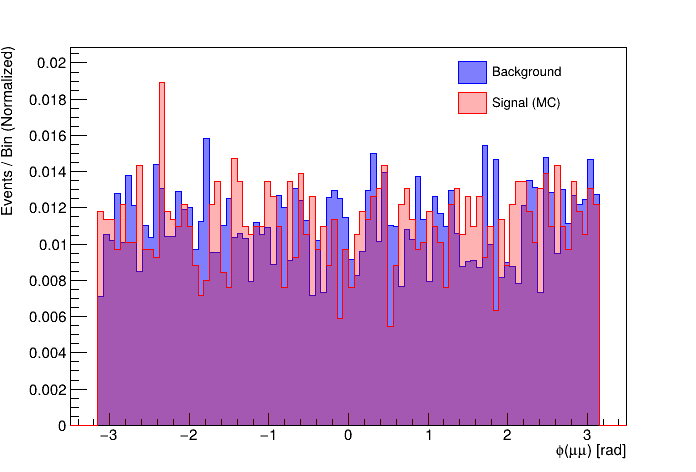 Events / Bin (Normalized)
0.02
0.018
0.016
0.014
0.012
0.01
0.008
0.006
0.004
0.002
0
Background
Signal (MC)
−3 −2 −1 0 1 2 3
ϕ(μμ) [rad]